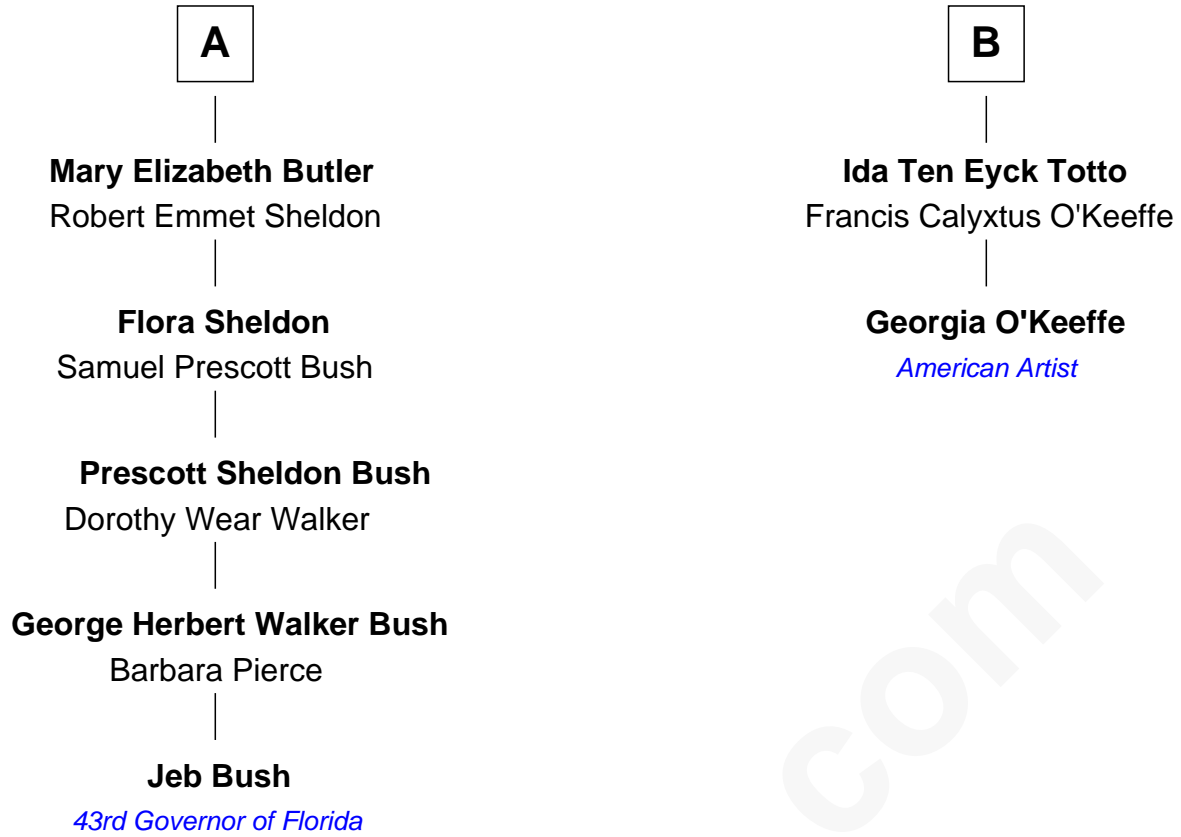 A
Mary Elizabeth Butler
Robert Emmet Sheldon
Flora Sheldon
Samuel Prescott Bush
Prescott Sheldon Bush
Dorothy Wear Walker
George Herbert Walker Bush
Barbara Pierce
Jeb Bush
43rd Governor of Florida
B
Ida Ten Eyck Totto
Francis Calyxtus O'Keeffe
Georgia O'Keeffe
American Artist
com